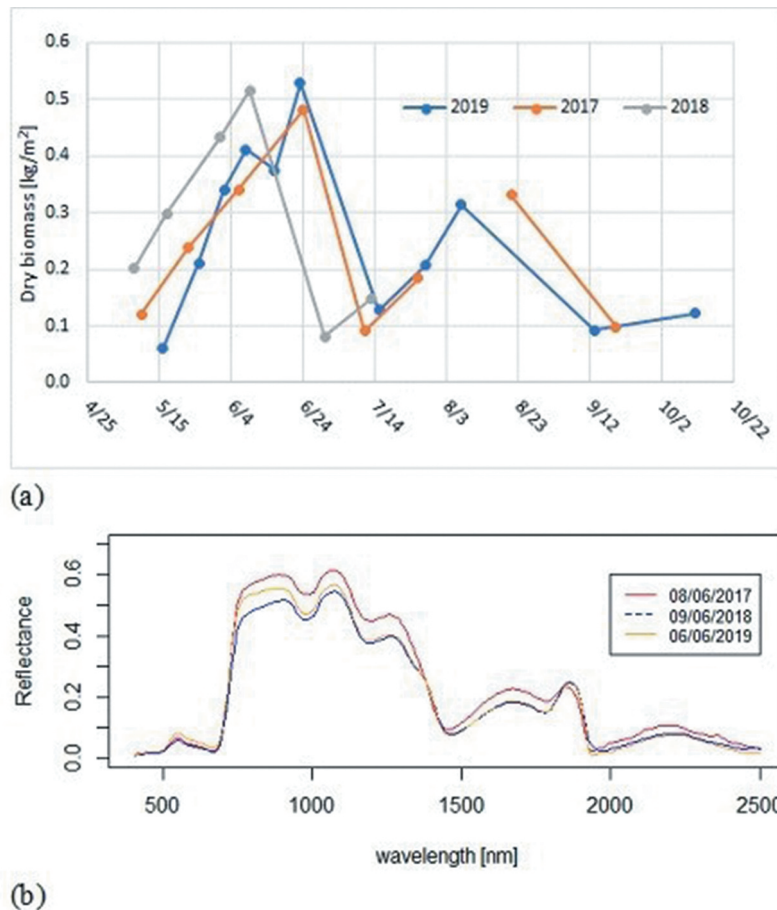 0.6
0.5
0.4
0.3
0.2
0.1
0.0
Dry biomass [kg/m²]
2019 2017 2018
4/25 5/15 6/4 6/24 7/14 8/3 8/23 9/12 10/2 10/22
(a)
0.6
0.4
0.2
0.0
Reflectance
08/06/2017
09/06/2018
06/06/2019
500 1000 1500 2000 2500
wavelength [nm]
(b)